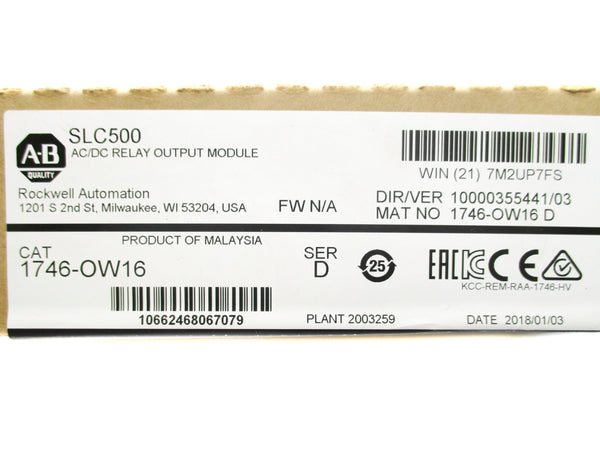 A-B
QUALITY
SLC500
AC/DC RELAY OUTPUT MODULE
Rockwell Automation
1201 S 2nd St, Milwaukee, WI 53204, USA
FW N/A
WIN (21) 7M2UP7FS
DIR/VER 10000355441/03
MAT NO 1746-OW16 D
PRODUCT OF MALAYSIA
CAT
1746-OW16
SER
D
25
EAC
CE
KCC-REM-RAA-1746-HV
10662468067079
PLANT 2003259
DATE 2018/01/03